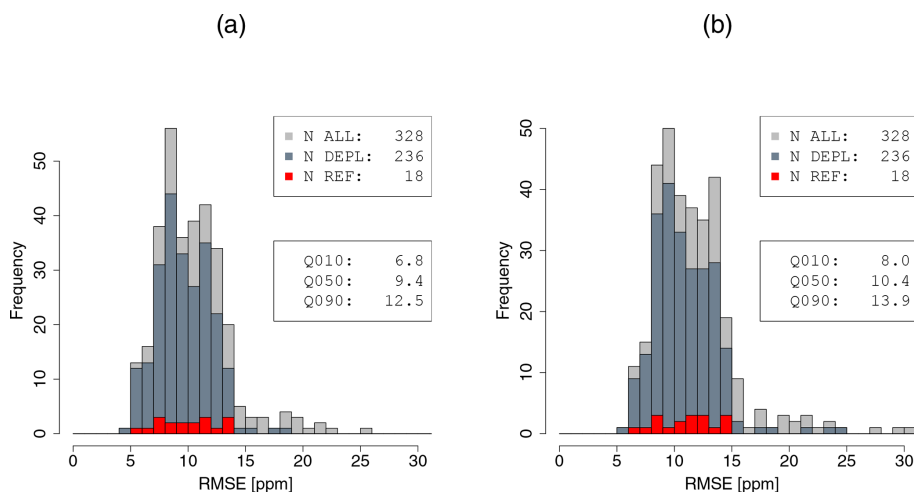 (a)
N ALL: 328
N DEPL: 236
N REF: 18
Q010: 6.8
Q050: 9.4
Q090: 12.5
Frequency
50
40
30
20
10
0
0 5 10 15 20 25 30
RMSE [ppm]
(b)
N ALL: 328
N DEPL: 236
N REF: 18
Q010: 8.0
Q050: 10.4
Q090: 13.9
Frequency
50
40
30
20
10
0
0 5 10 15 20 25 30
RMSE [ppm]